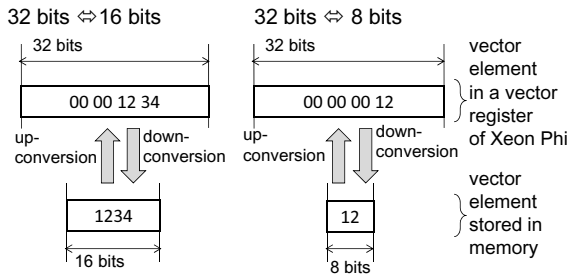 32 bits ⇔16 bits
32 bits
00 00 12 34
up-
conversion
down-
conversion
1234
16 bits
32 bits ⇔ 8 bits
32 bits
00 00 00 12
up-
conversion
down-
conversion
12
8 bits
vector
element
in a vector
register
of Xeon Phi
vector
element
stored in
memory